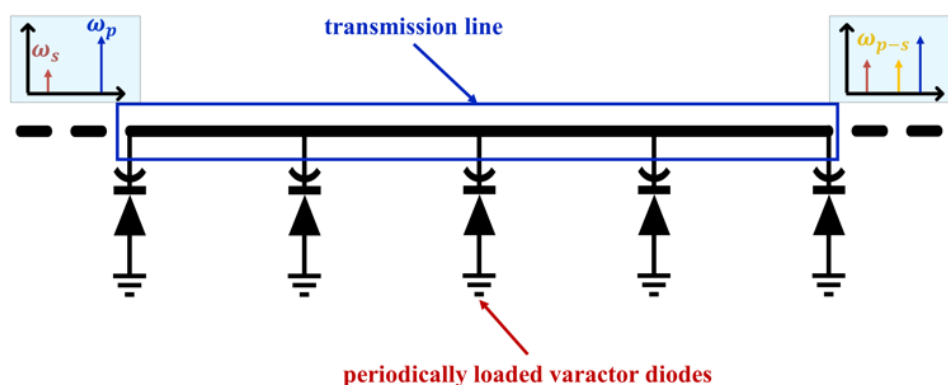 transmission line
ω_s ω_p
ω_{p−s}
periodically loaded varactor diodes